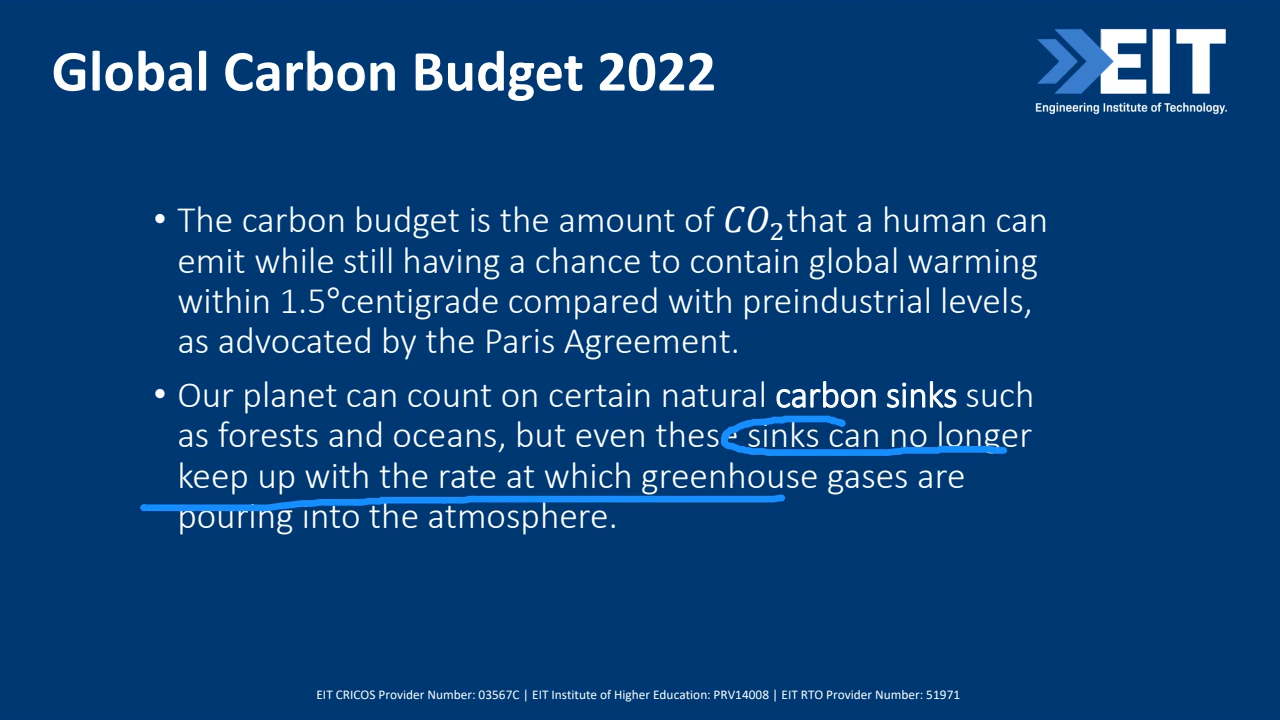 Global Carbon Budget 2022
EIT
Engineering Institute of Technology.
• The carbon budget is the amount of 𝐶𝑂₂that a human can
emit while still having a chance to contain global warming
within 1.5°centigrade compared with preindustrial levels,
as advocated by the Paris Agreement.
• Our planet can count on certain natural carbon sinks such
as forests and oceans, but even these sinks can no longer
keep up with the rate at which greenhouse gases are
pouring into the atmosphere.
EIT CRICOS Provider Number: 03567C | EIT Institute of Higher Education: PRV14008 | EIT RTO Provider Number: 51971